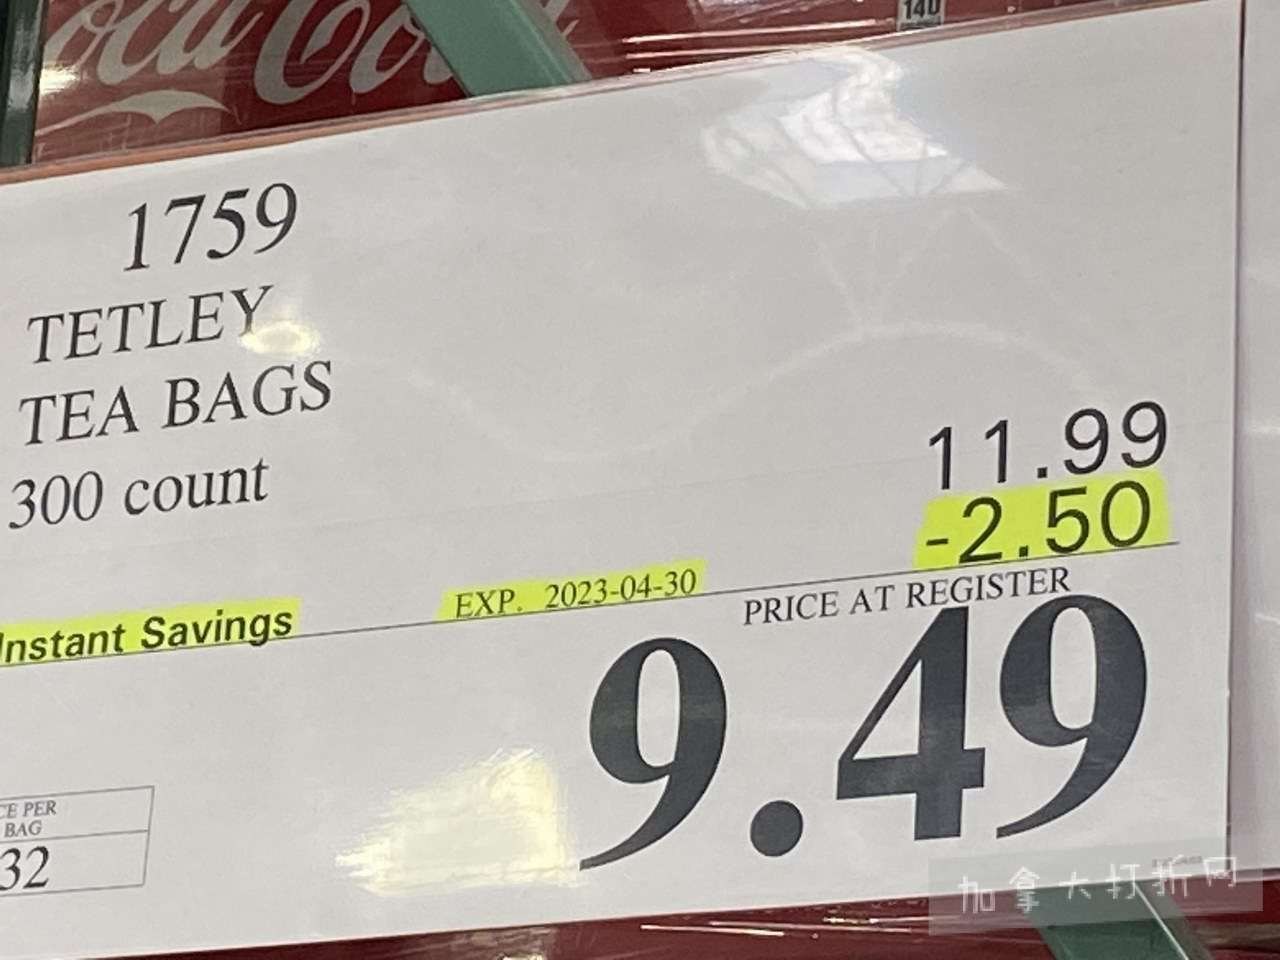 Coca Cola
140
1759
TETLEY
TEA BAGS
300 count
11.99
-2.50
Instant Savings
EXP. 2023-04-30
PRICE AT REGISTER
9.49
PER
BAG
32
加拿大打折网